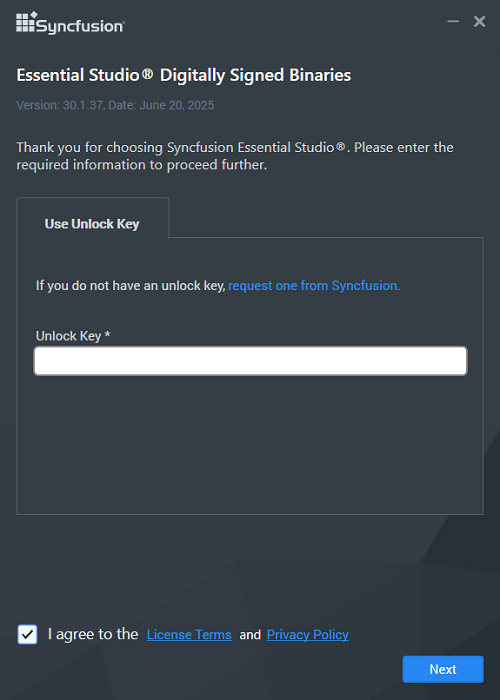 Syncfusion®
Essential Studio® Digitally Signed Binaries
Version: 30.1.37, Date: June 20, 2025
Thank you for choosing Syncfusion Essential Studio®. Please enter the
required information to proceed further.
Use Unlock Key
If you do not have an unlock key, request one from Syncfusion.
Unlock Key *
I agree to the License Terms and Privacy Policy
Next